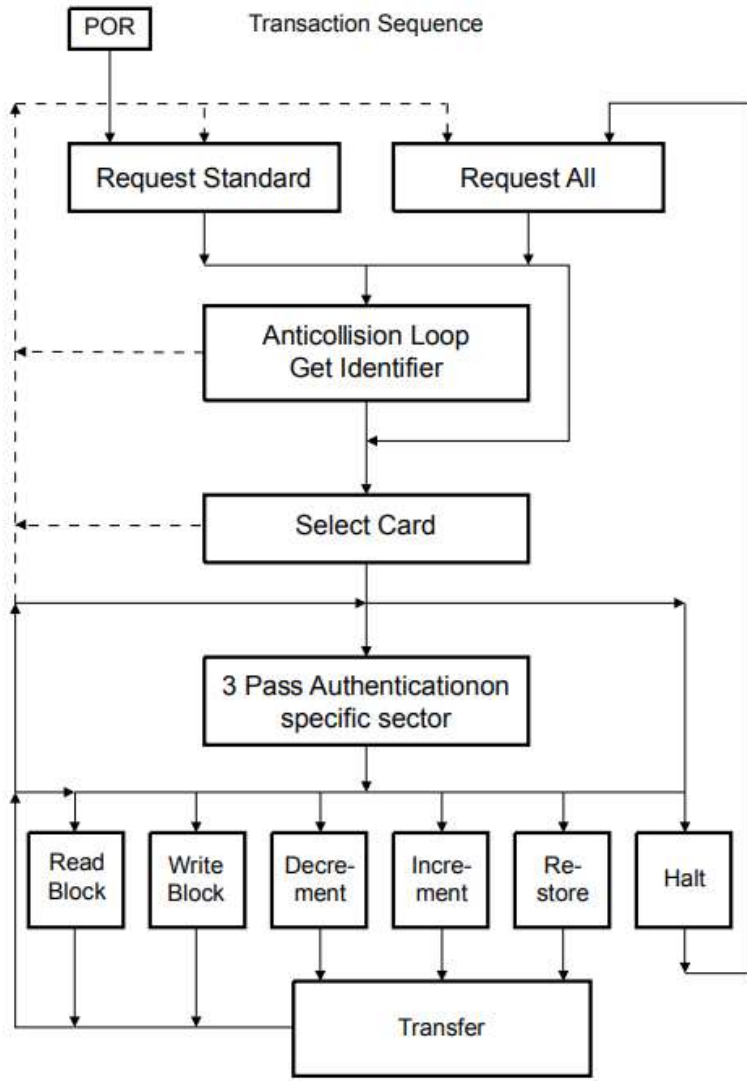 POR
Transaction Sequence
Request Standard
Request All
Anticollision Loop
Get Identifier
Select Card
3 Pass Authenticationon
specific sector
Read
Block
Write
Block
Decre-
ment
Incre-
ment
Re-
store
Halt
Transfer